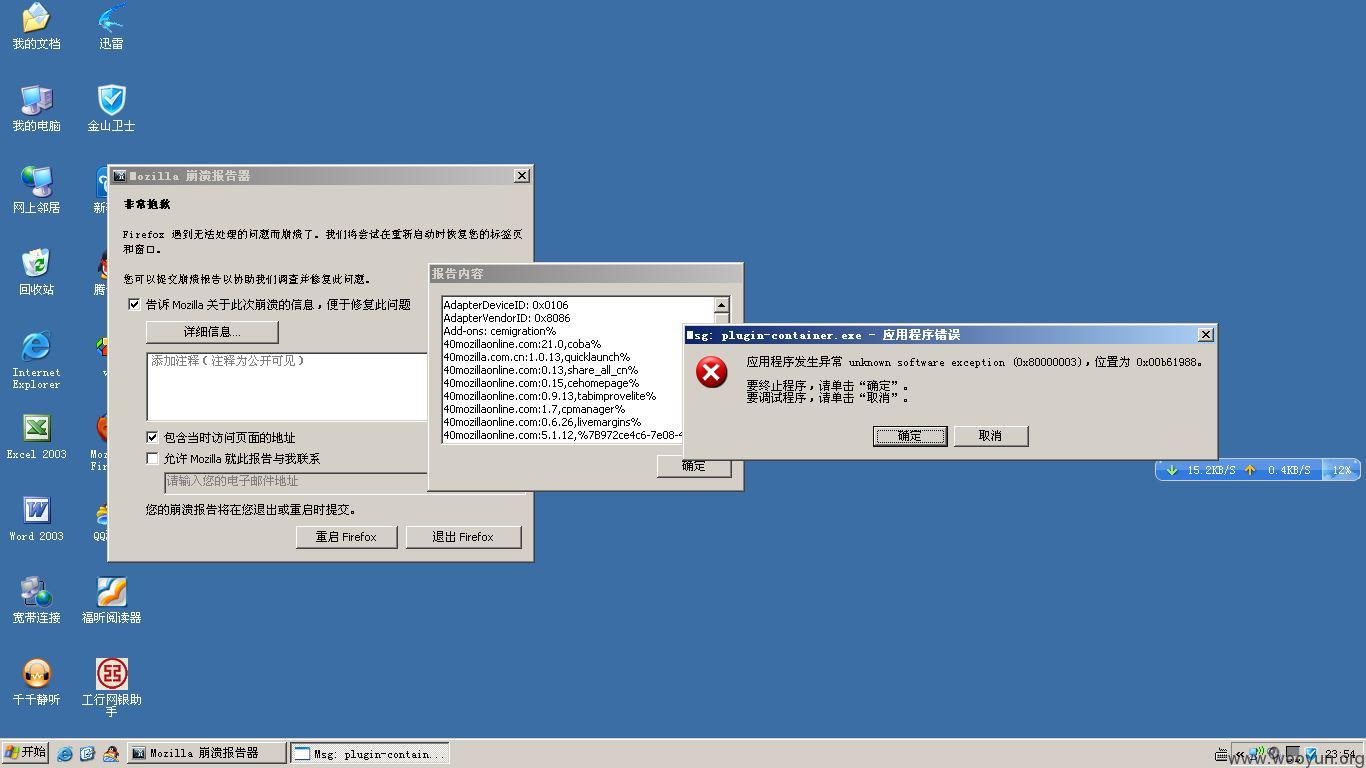 我的文档
迅雷
我的电脑
金山卫士
网上邻居
回收站
Internet
Explorer
Excel 2003
Word 2003
宽带连接
福昕阅读器
千千静听
工行网银助
手
Mozilla 崩溃报告器
非常抱歉
Firefox 遇到无法处理的问题而崩溃了。我们将尝试在重新启动时恢复您的标签页
和窗口。
您可以提交崩溃报告以协助我们调查并修复此问题。
告诉 Mozilla 关于此次崩溃的信息，便于修复此问题
详细信息...
添加注释（注释为公开可见）
包含当时访问页面的地址
允许 Mozilla 就此报告与我联系
请输入您的电子邮件地址
您的崩溃报告将在您退出或重启时提交。
重启 Firefox
退出 Firefox
报告内容
AdapterDeviceID: 0x0106
AdapterVendorID: 0x8086
Add-ons: cemigration%
40mozillaonline.com:21.0,coba%
40mozilla.com.cn:1.0.13,quicklaunch%
40mozillaonline.com:0.13,share_all_cn%
40mozillaonline.com:0.15,cehomepage%
40mozillaonline.com:0.9.13,tabimprovelite%
40mozillaonline.com:1.7,cpmanager%
40mozillaonline.com:0.6.26,livemargins%
40mozillaonline.com:5.1.12,%7B972ce4c6-7e08-4
确定
Msg: plugin-container.exe - 应用程序错误
应用程序发生异常 unknown software exception (0x80000003)，位置为 0x00b61988。
要终止程序，请单击“确定”。
要调试程序，请单击“取消”。
确定
取消
15.2KB/S
0.4KB/S
12%
开始
Mozilla 崩溃报告器
Msg: plugin-contain...
23:54
www.wooyun.org